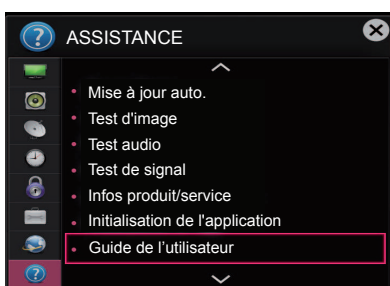 ASSISTANCE
Mise à jour auto.
Test d'image
Test audio
Test de signal
Infos produit/service
Initialisation de l'application
Guide de l’utilisateur